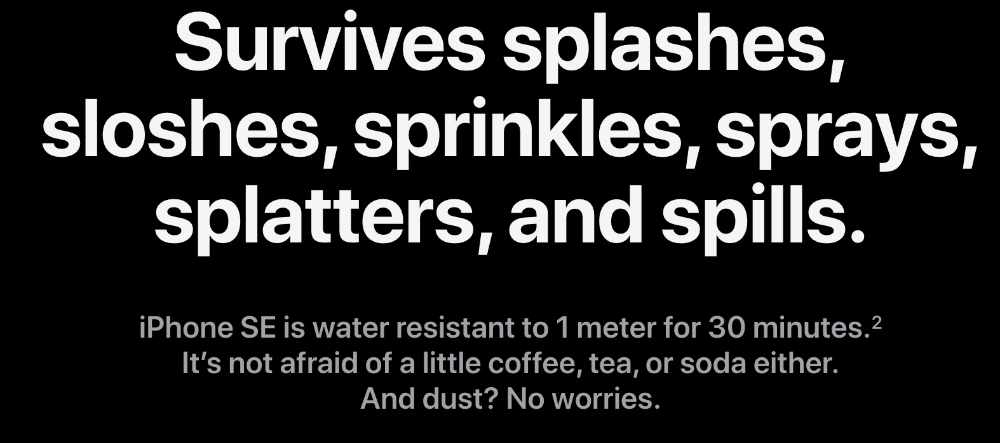 Survives splashes,
sloshes, sprinkles, sprays,
splatters, and spills.
iPhone SE is water resistant to 1 meter for 30 minutes.²
It’s not afraid of a little coffee, tea, or soda either.
And dust? No worries.